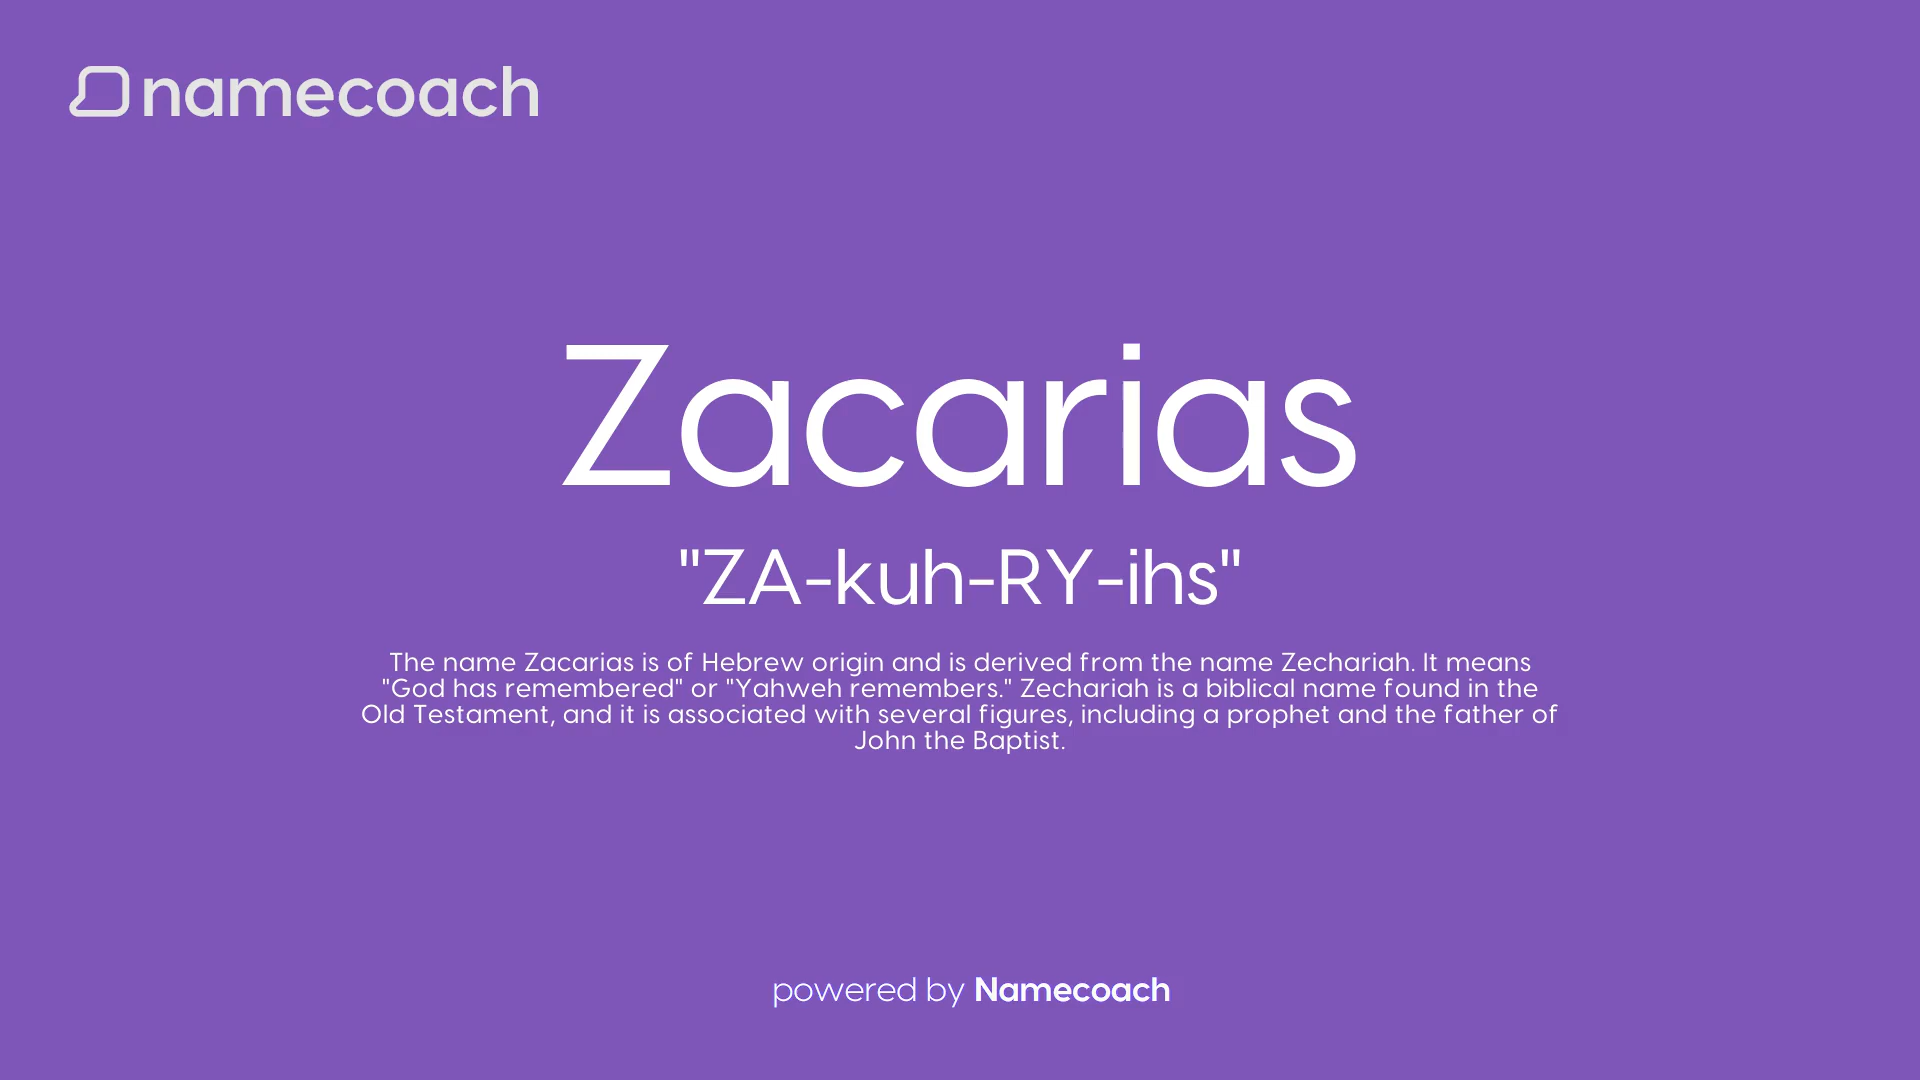 namecoach
Zacarias
"ZA-kuh-RY-ihs"
The name Zacarias is of Hebrew origin and is derived from the name Zechariah. It means
"God has remembered" or "Yahweh remembers." Zechariah is a biblical name found in the
Old Testament, and it is associated with several figures, including a prophet and the father of
John the Baptist.
powered by Namecoach